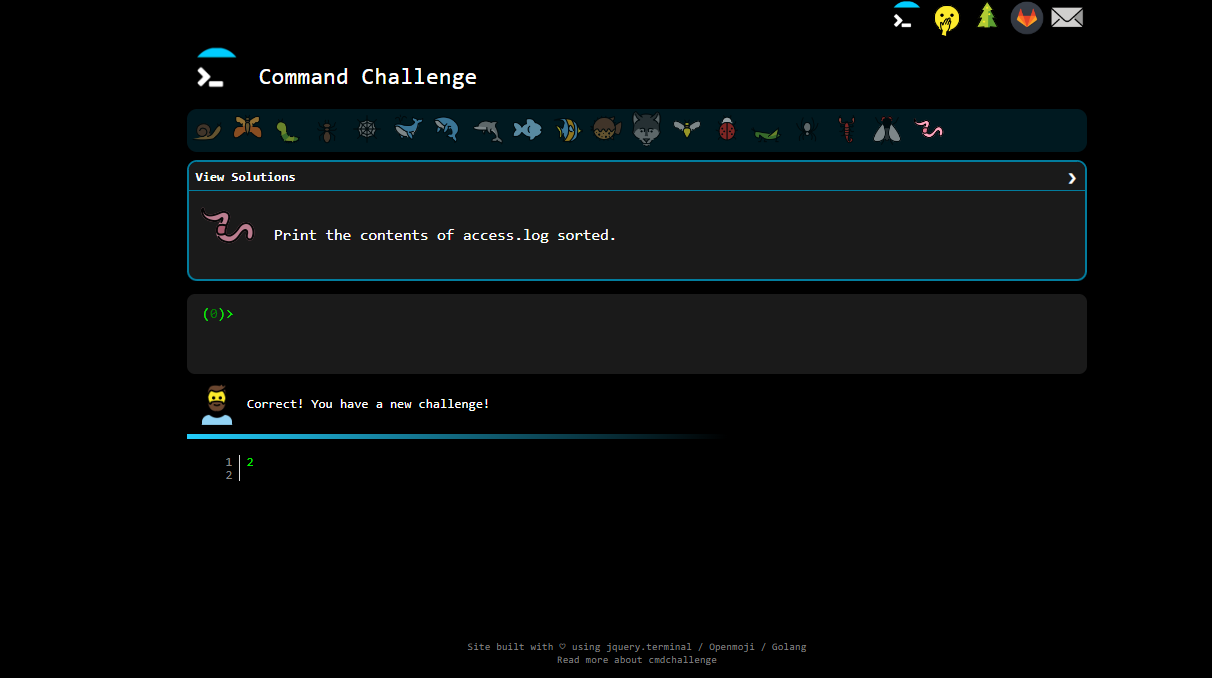 Command Challenge
View Solutions
Print the contents of access.log sorted.
(0)>
Correct! You have a new challenge!
1 2
2
Site built with ♡ using jquery.terminal / Openmoji / Golang
Read more about cmdchallenge